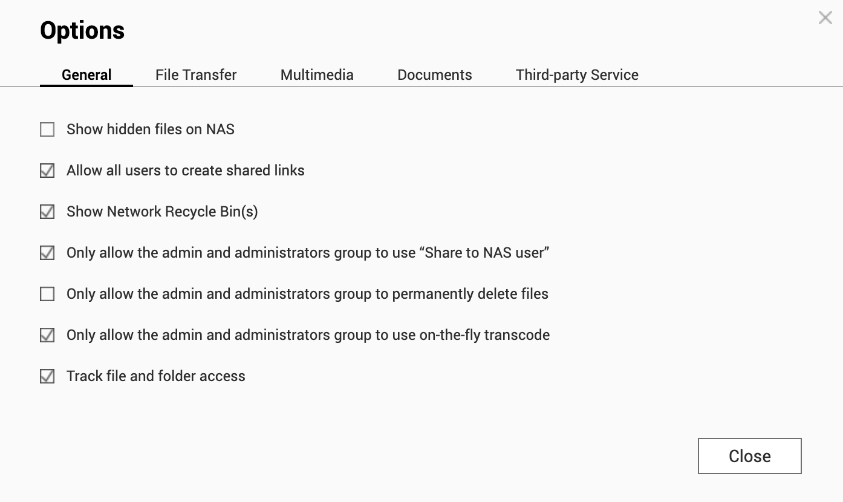 Options
General File Transfer Multimedia Documents Third-party Service
Show hidden files on NAS
Allow all users to create shared links
Show Network Recycle Bin(s)
Only allow the admin and administrators group to use “Share to NAS user”
Only allow the admin and administrators group to permanently delete files
Only allow the admin and administrators group to use on-the-fly transcode
Track file and folder access
Close